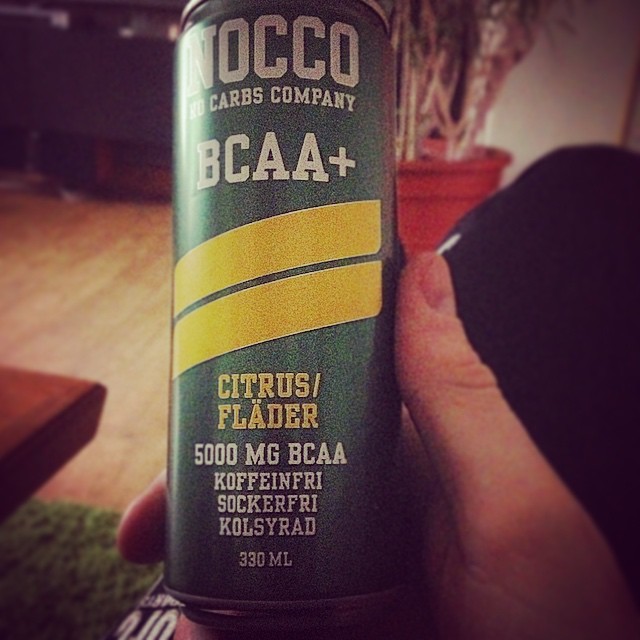 NOCCO
NO CARBS COMPANY
BCAA+
CITRUS/
FLÄDER
5000 MG BCAA
KOFFEINFRI
SOCKERFRI
KOLSYRAD
330 ML